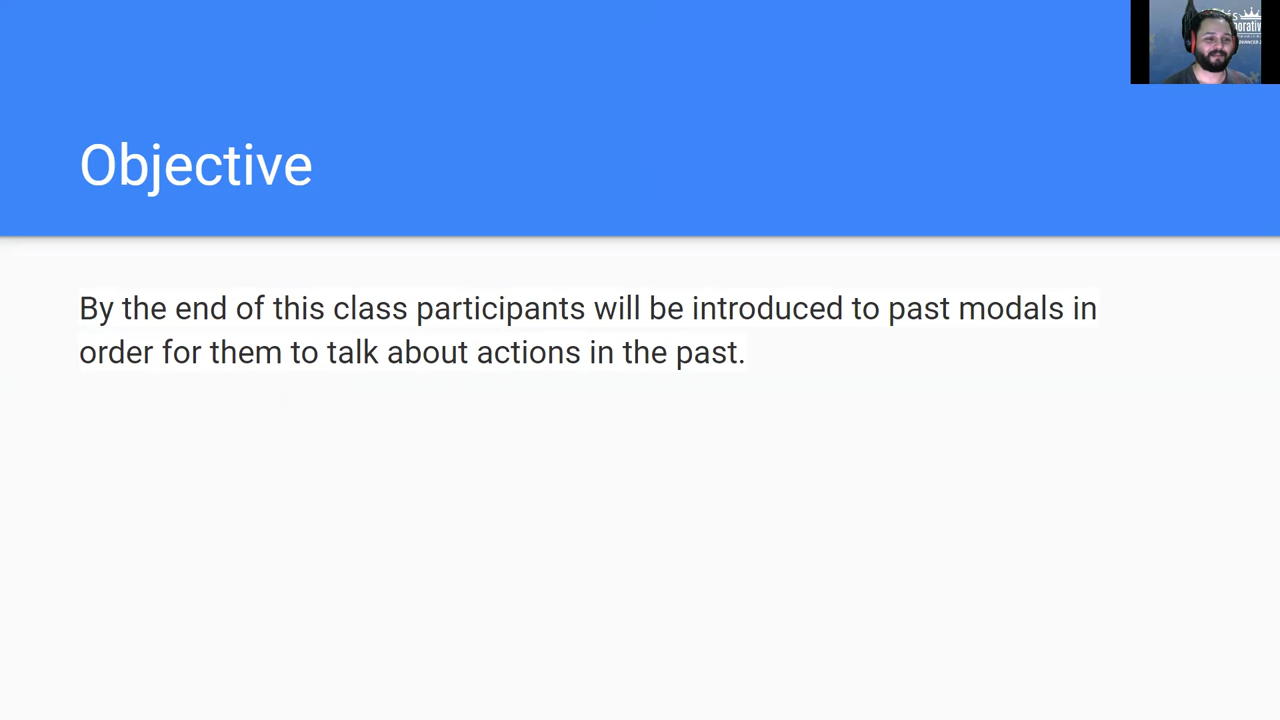 Objective
By the end of this class participants will be introduced to past modals in
order for them to talk about actions in the past.